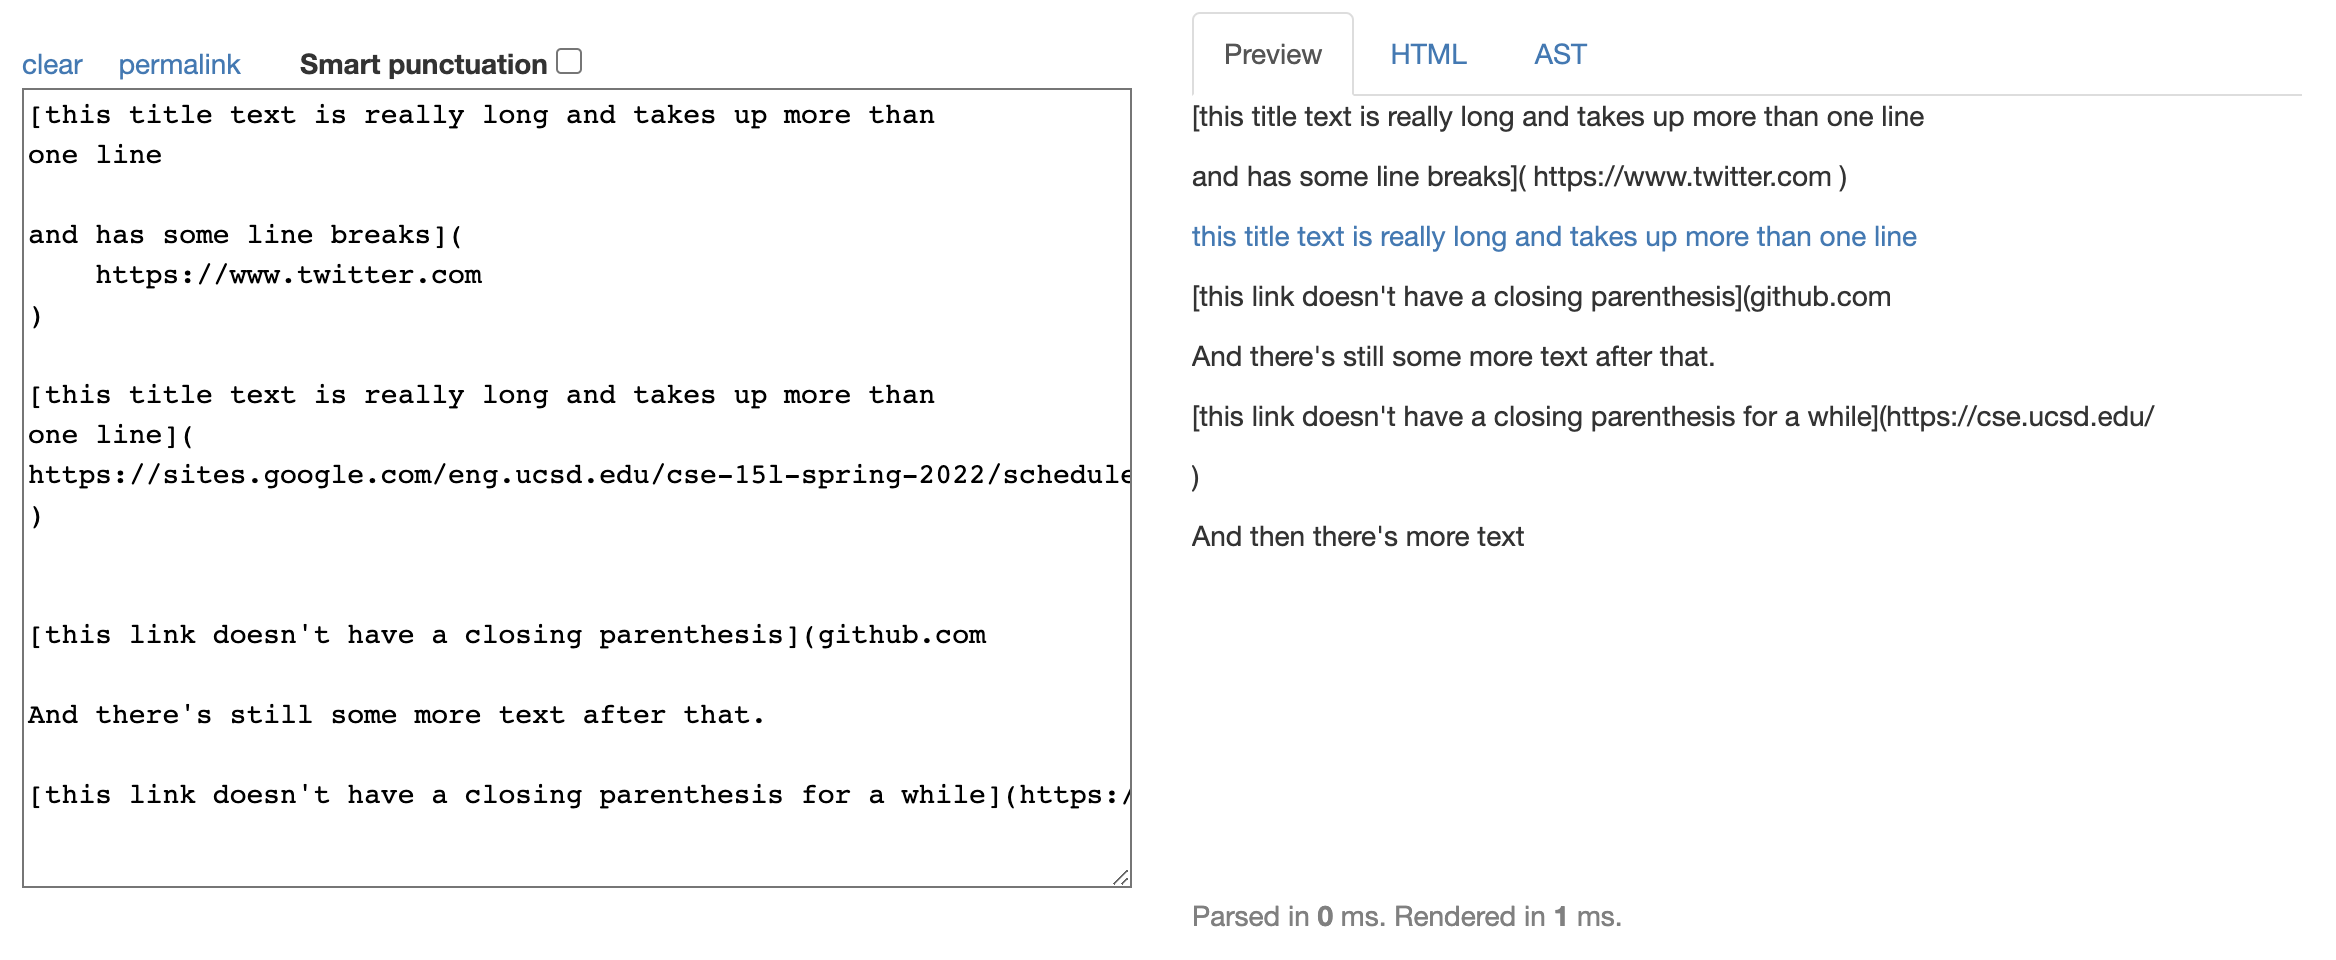 clear permalink Smart punctuation
[this title text is really long and takes up more than
one line
and has some line breaks](
https://www.twitter.com
)
[this title text is really long and takes up more than
one line](
https://sites.google.com/eng.ucsd.edu/cse-15l-spring-2022/schedule
)
[this link doesn't have a closing parenthesis](github.com
And there's still some more text after that.
[this link doesn't have a closing parenthesis for a while](https:/
Preview HTML AST
[this title text is really long and takes up more than one line
and has some line breaks]( https://www.twitter.com )
this title text is really long and takes up more than one line
[this link doesn't have a closing parenthesis](github.com
And there's still some more text after that.
[this link doesn't have a closing parenthesis for a while](https://cse.ucsd.edu/
)
And then there's more text
Parsed in 0 ms. Rendered in 1 ms.